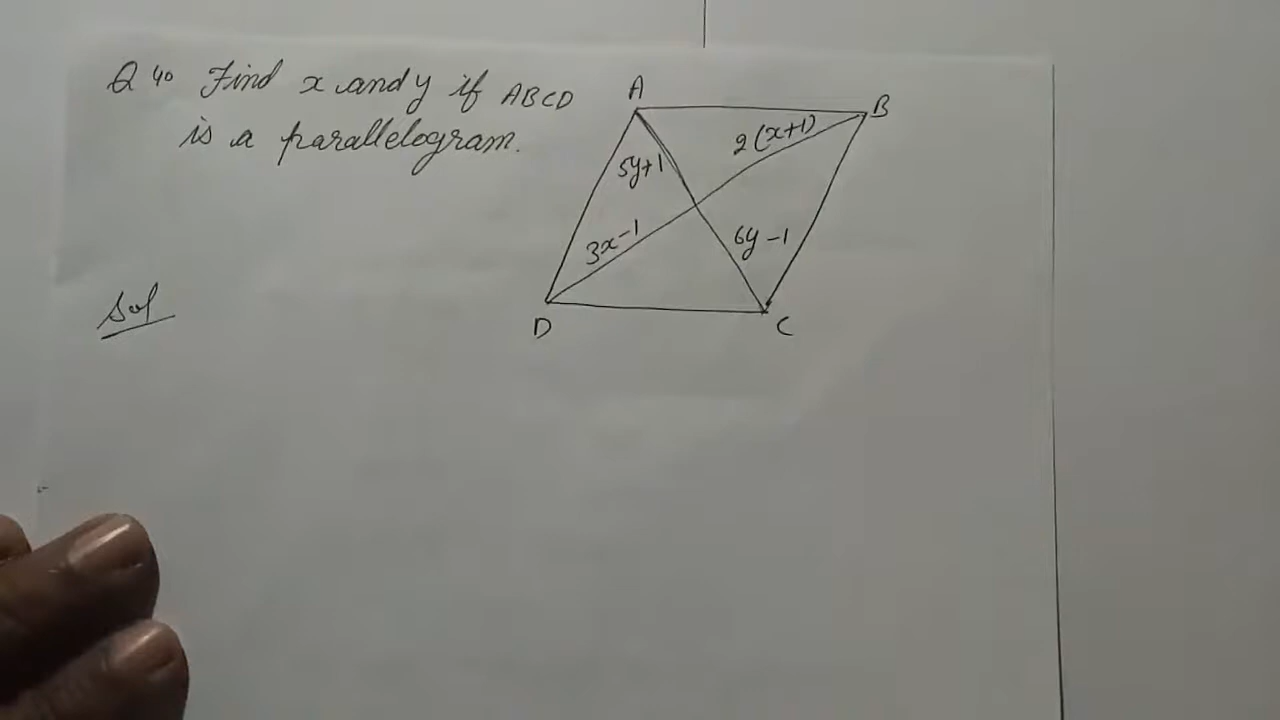 Q 40 Find x and y if ABCD
is a parallelogram.
A
B
2(x+1)
5y+1
3x-1
6y-1
D
C
Sol